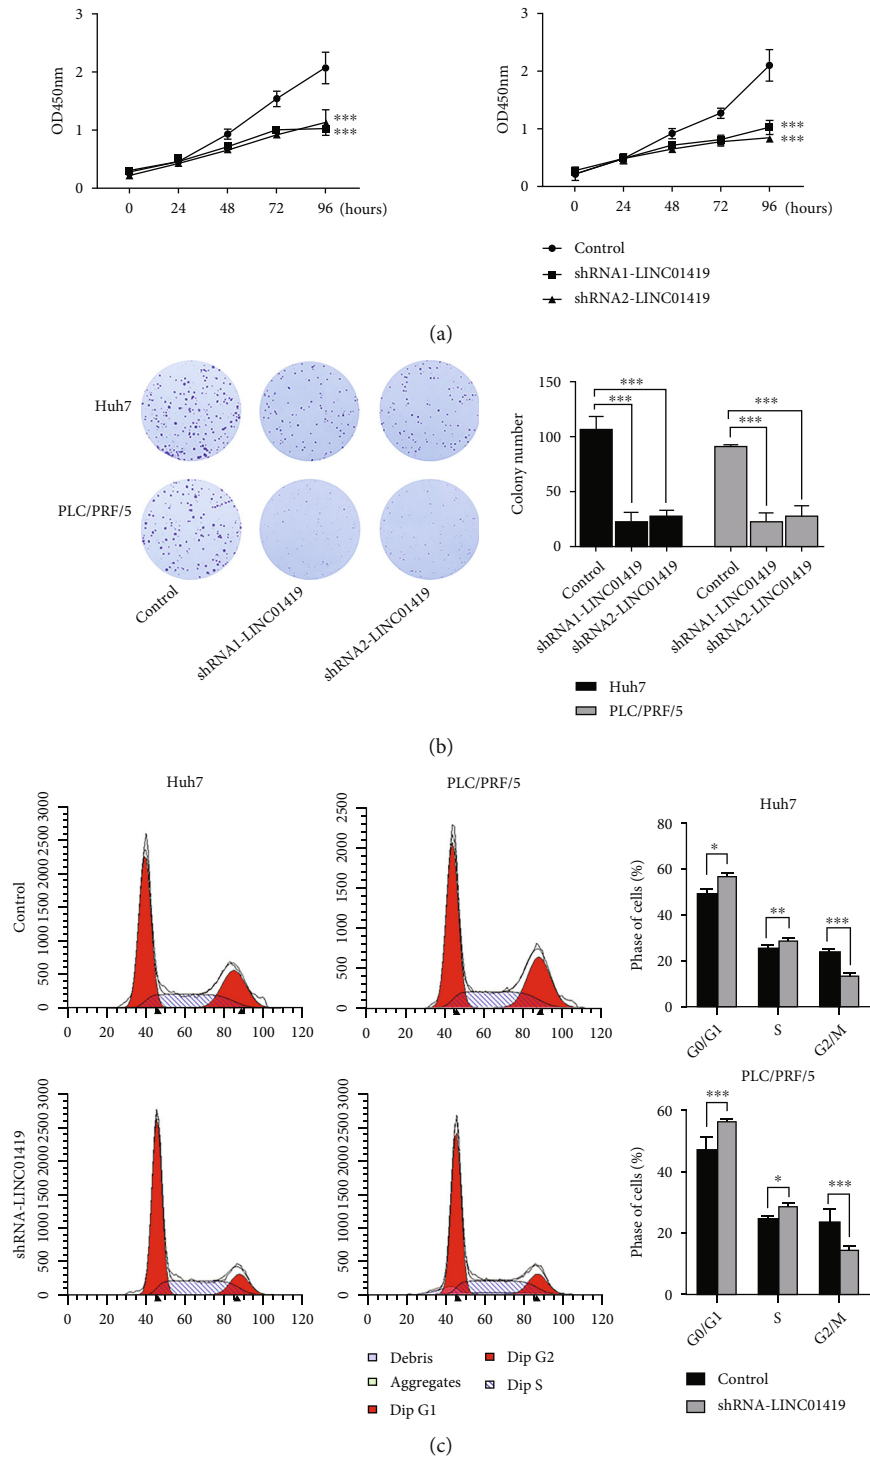 3
2
1
0
OD450nm
***
***
0 24 48 72 96 (hours)
3
2
1
0
OD450nm
***
***
0 24 48 72 96 (hours)
Control
shRNA1-LINC01419
shRNA2-LINC01419
(a)
Huh7
PLC/PRF/5
Control
shRNA1-LINC01419
shRNA2-LINC01419
150
100
50
0
Colony number
***
***
***
***
Control
shRNA1-LINC01419
shRNA2-LINC01419
Control
shRNA1-LINC01419
shRNA2-LINC01419
Huh7
PLC/PRF/5
(b)
Huh7
PLC/PRF/5
Control
0 500 1000 1500 2000 2500 3000
0 20 40 60 80 100 120
0 500 1000 1500 2000 2500
0 20 40 60 80 100 120
Huh7
80
60
40
20
0
Phase of cells (%)
*
**
***
G0/G1
S
G2/M
shRNA-LINC01419
0 500 1000 1500 2000 2500 3000
0 20 40 60 80 100 120
0 500 1000 1500 2000 2500 3000
0 20 40 60 80 100 120
Debris
Aggregates
Dip G1
Dip G2
Dip S
PLC/PRF/5
60
40
20
0
Phase of cells (%)
***
*
***
G0/G1
S
G2/M
Control
shRNA-LINC01419
(c)